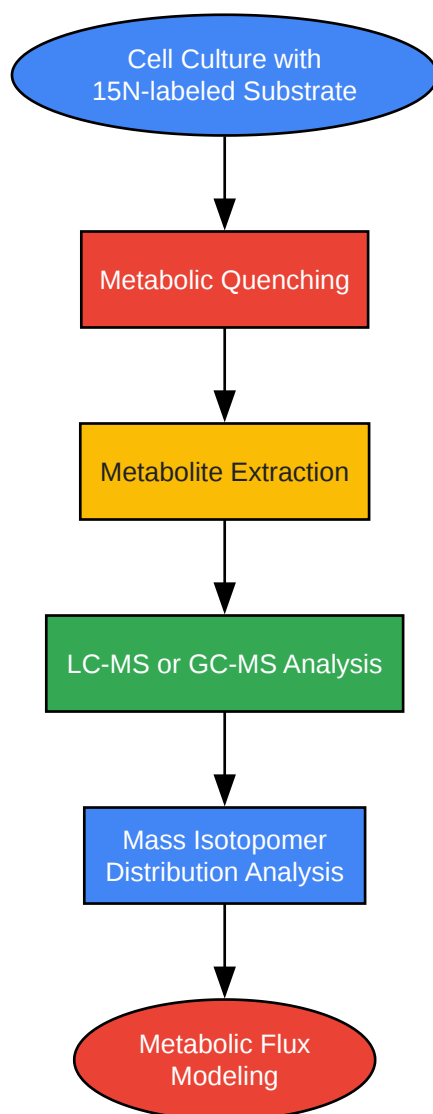 Cell Culture with
15N-labeled Substrate
Metabolic Quenching
Metabolite Extraction
LC-MS or GC-MS Analysis
Mass Isotopomer
Distribution Analysis
Metabolic Flux
Modeling